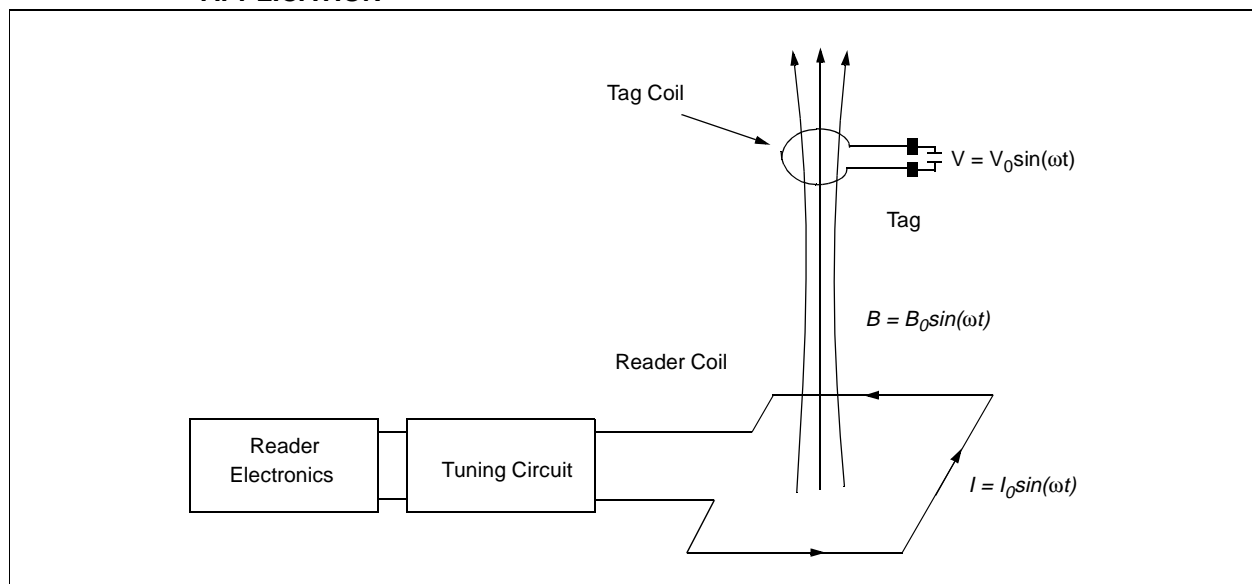 Tag Coil
V = V0sin(ωt)
Tag
B = B0sin(ωt)
Reader Coil
Reader
Electronics
Tuning Circuit
I = I0sin(ωt)